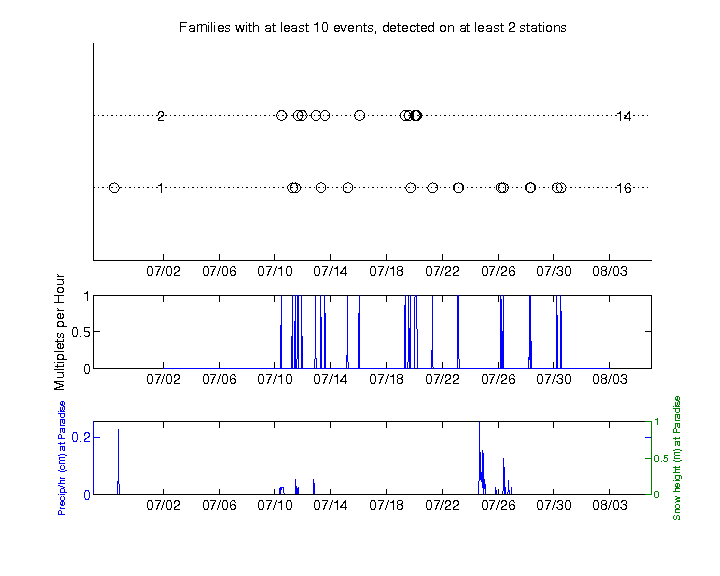 Families with at least 10 events, detected on at least 2 stations
2 14
1 16
07/02 07/06 07/10 07/14 07/18 07/22 07/26 07/30 08/03
Multiplets per Hour
1
0.5
0
07/02 07/06 07/10 07/14 07/18 07/22 07/26 07/30 08/03
Precip/hr (cm) at Paradise
0.2
0
Snow height (m) at Paradise
1
0.5
0
07/02 07/06 07/10 07/14 07/18 07/22 07/26 07/30 08/03